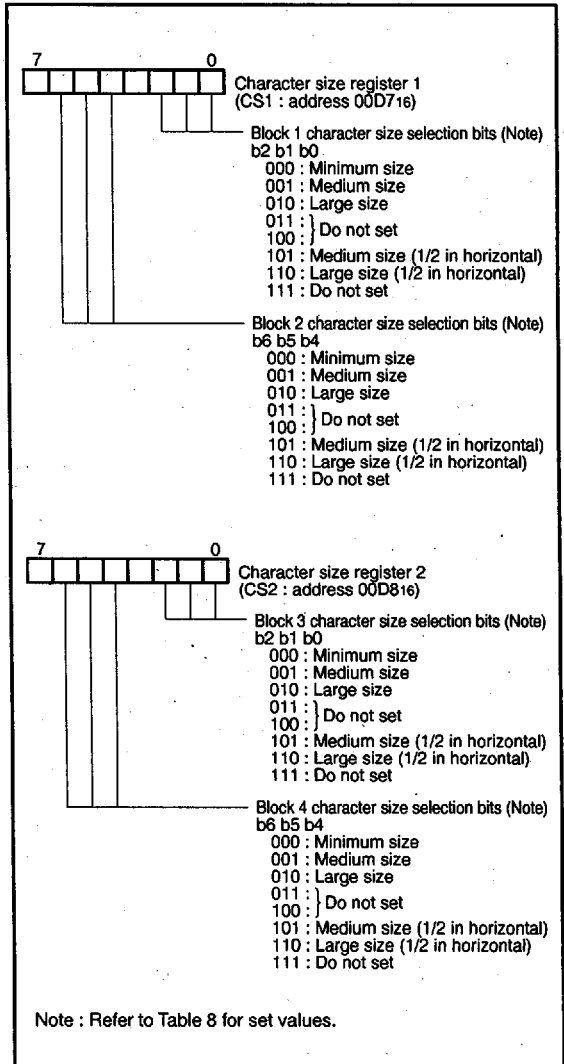 7 0
Character size register 1
(CS1 : address 00D716)
Block 1 character size selection bits (Note)
b2 b1 b0
000 : Minimum size
001 : Medium size
010 : Large size
011 :
100 : } Do not set
101 : Medium size (1/2 in horizontal)
110 : Large size (1/2 in horizontal)
111 : Do not set
Block 2 character size selection bits (Note)
b6 b5 b4
000 : Minimum size
001 : Medium size
010 : Large size
011 :
100 : } Do not set
101 : Medium size (1/2 in horizontal)
110 : Large size (1/2 in horizontal)
111 : Do not set
7 0
Character size register 2
(CS2 : address 00D816)
Block 3 character size selection bits (Note)
b2 b1 b0
000 : Minimum size
001 : Medium size
010 : Large size
011 :
100 : } Do not set
101 : Medium size (1/2 in horizontal)
110 : Large size (1/2 in horizontal)
111 : Do not set
Block 4 character size selection bits (Note)
b6 b5 b4
000 : Minimum size
001 : Medium size
010 : Large size
011 :
100 : } Do not set
101 : Medium size (1/2 in horizontal)
110 : Large size (1/2 in horizontal)
111 : Do not set
Note : Refer to Table 8 for set values.